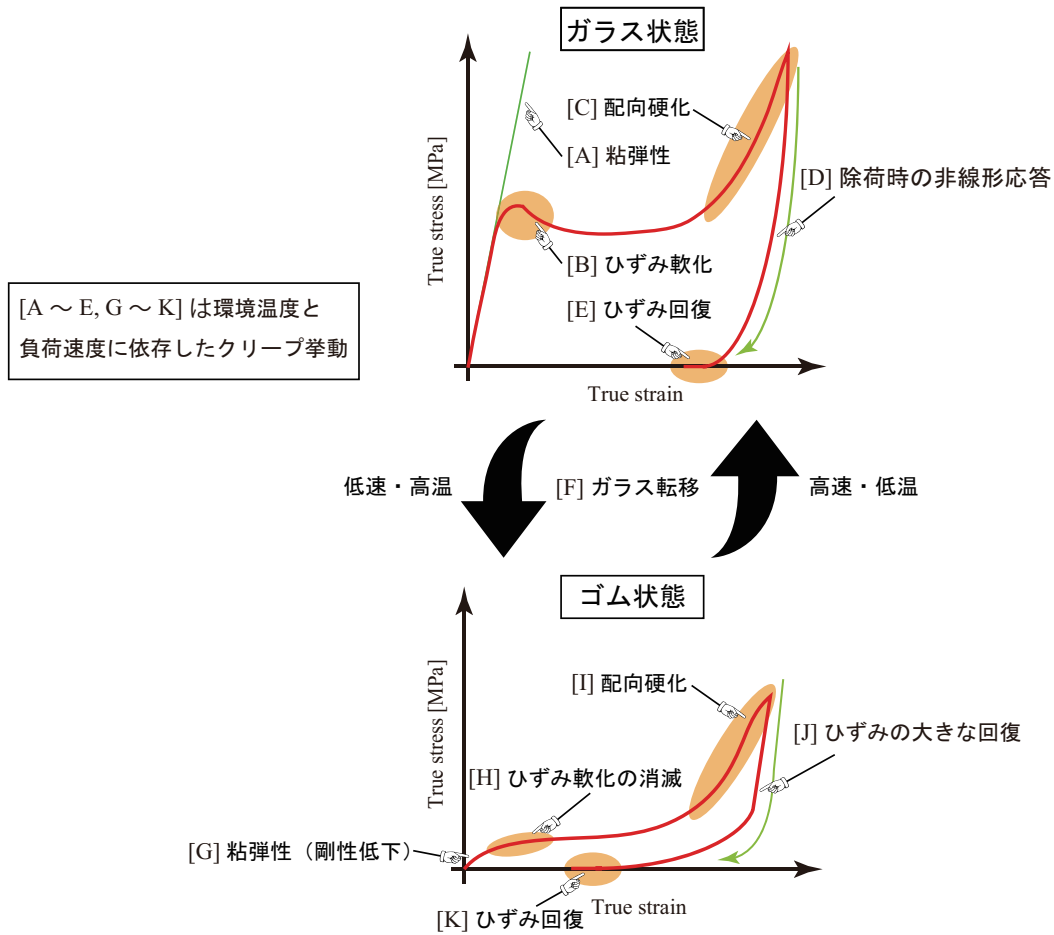 ガラス状態
True stress [MPa]
[C] 配向硬化
[A] 粘弾性
[D] 除荷時の非線形応答
[B] ひずみ軟化
[E] ひずみ回復
True strain
[A ~ E, G ~ K] は環境温度と
負荷速度に依存したクリープ挙動
低速・高温
[F] ガラス転移
高速・低温
ゴム状態
True stress [MPa]
[I] 配向硬化
[J] ひずみの大きな回復
[H] ひずみ軟化の消滅
[G] 粘弾性（剛性低下）
[K] ひずみ回復
True strain